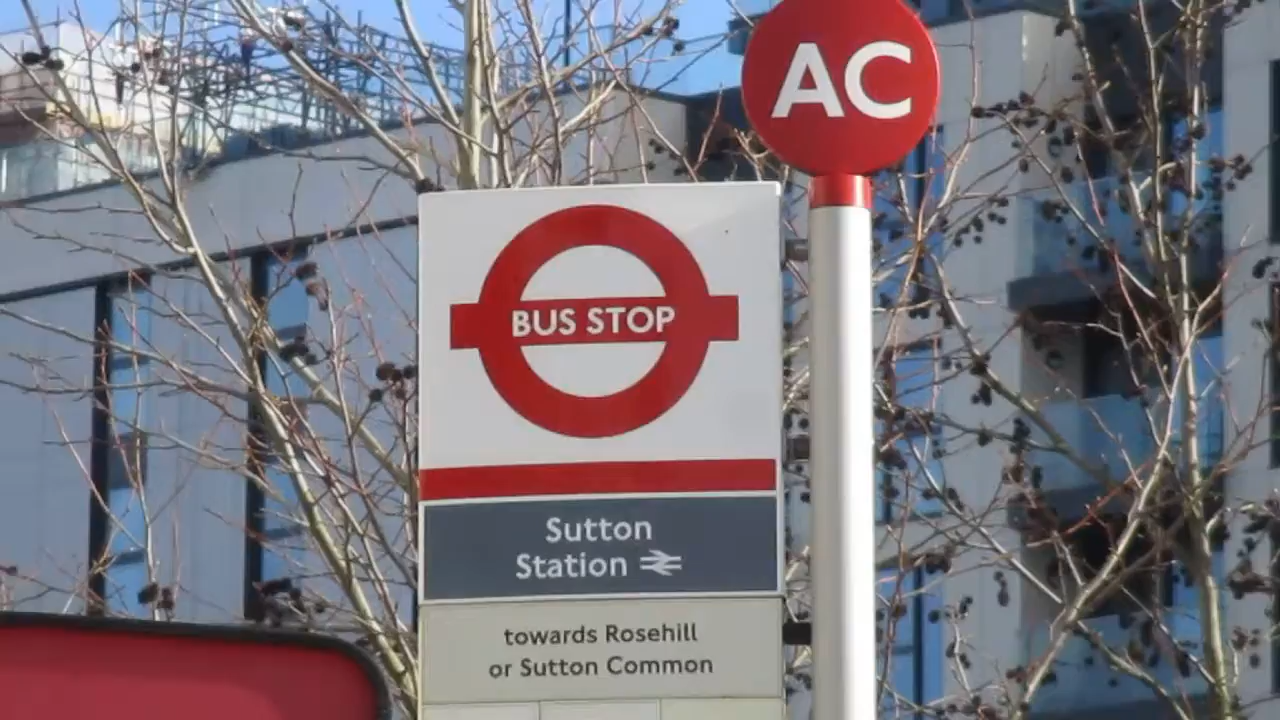 AC
BUS STOP
Sutton
Station
towards Rosehill
or Sutton Common